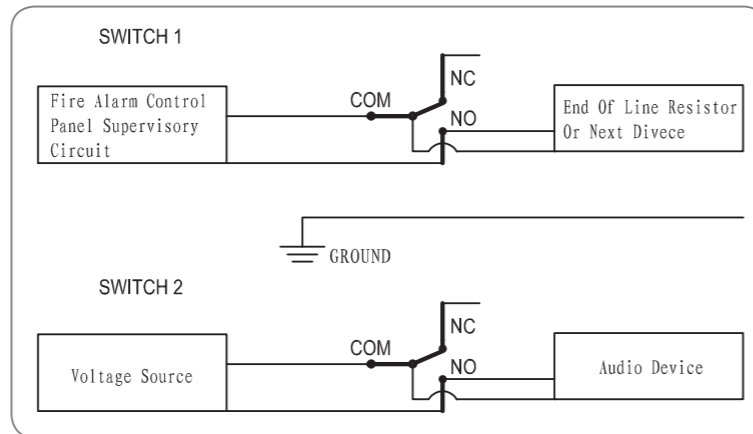 SWITCH 1
NC
COM
NO
Fire Alarm Control
Panel Supervisory
Circuit
End Of Line Resistor
Or Next Divece
GROUND
SWITCH 2
NC
COM
NO
Voltage Source
Audio Device